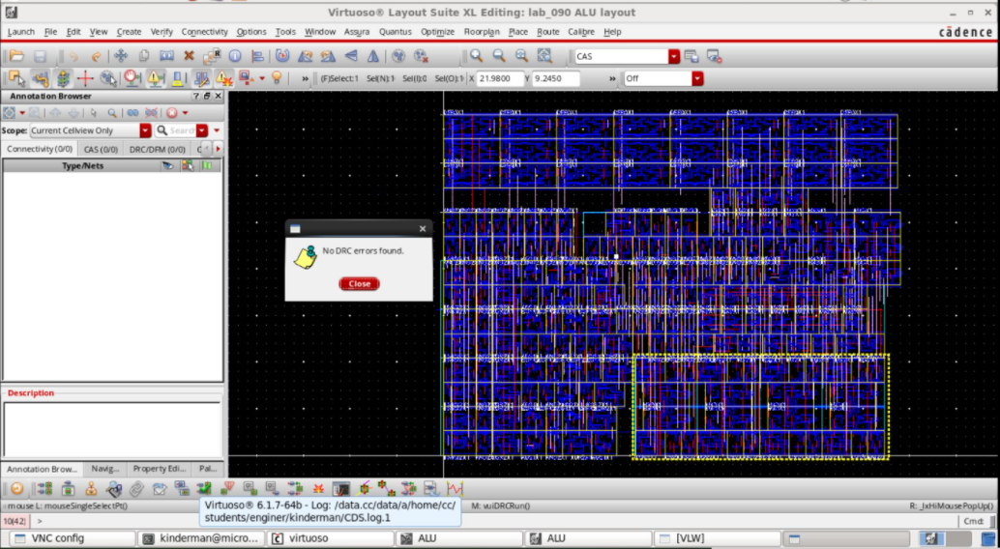 Virtuoso® Layout Suite XL Editing: lab_090 ALU layout
Launch File Edit View Create Verify Connectivity Options Tools Window Assura Quantus Optimize Floorplan Place Route Calibre Help
cādence
CAS
» (F)Select:1 Sel(N):1 Sel(I):0 Sel(O):1 X 21.9800 Y 9.2450 » Off
Annotation Browser
Scope: Current Cellview Only Search
Connectivity (0/0) CAS (0/0) DRC/DFM (0/0)
Type/Nets
No DRC errors found.
Close
Description
Annotation Brow... Navig... Property Edi... Pal...
mouse L: mouseSingleSelectPt() M: vuiDRCRun() R: _lxHiMousePopUp()
Virtuoso® 6.1.7-64b - Log: /data.cc/data/a/home/cc/
students/enginer/kinderman/CDS.log.1
10(42) > Cmd:
VNC config kinderman@micro... virtuoso ALU ALU [VLW]